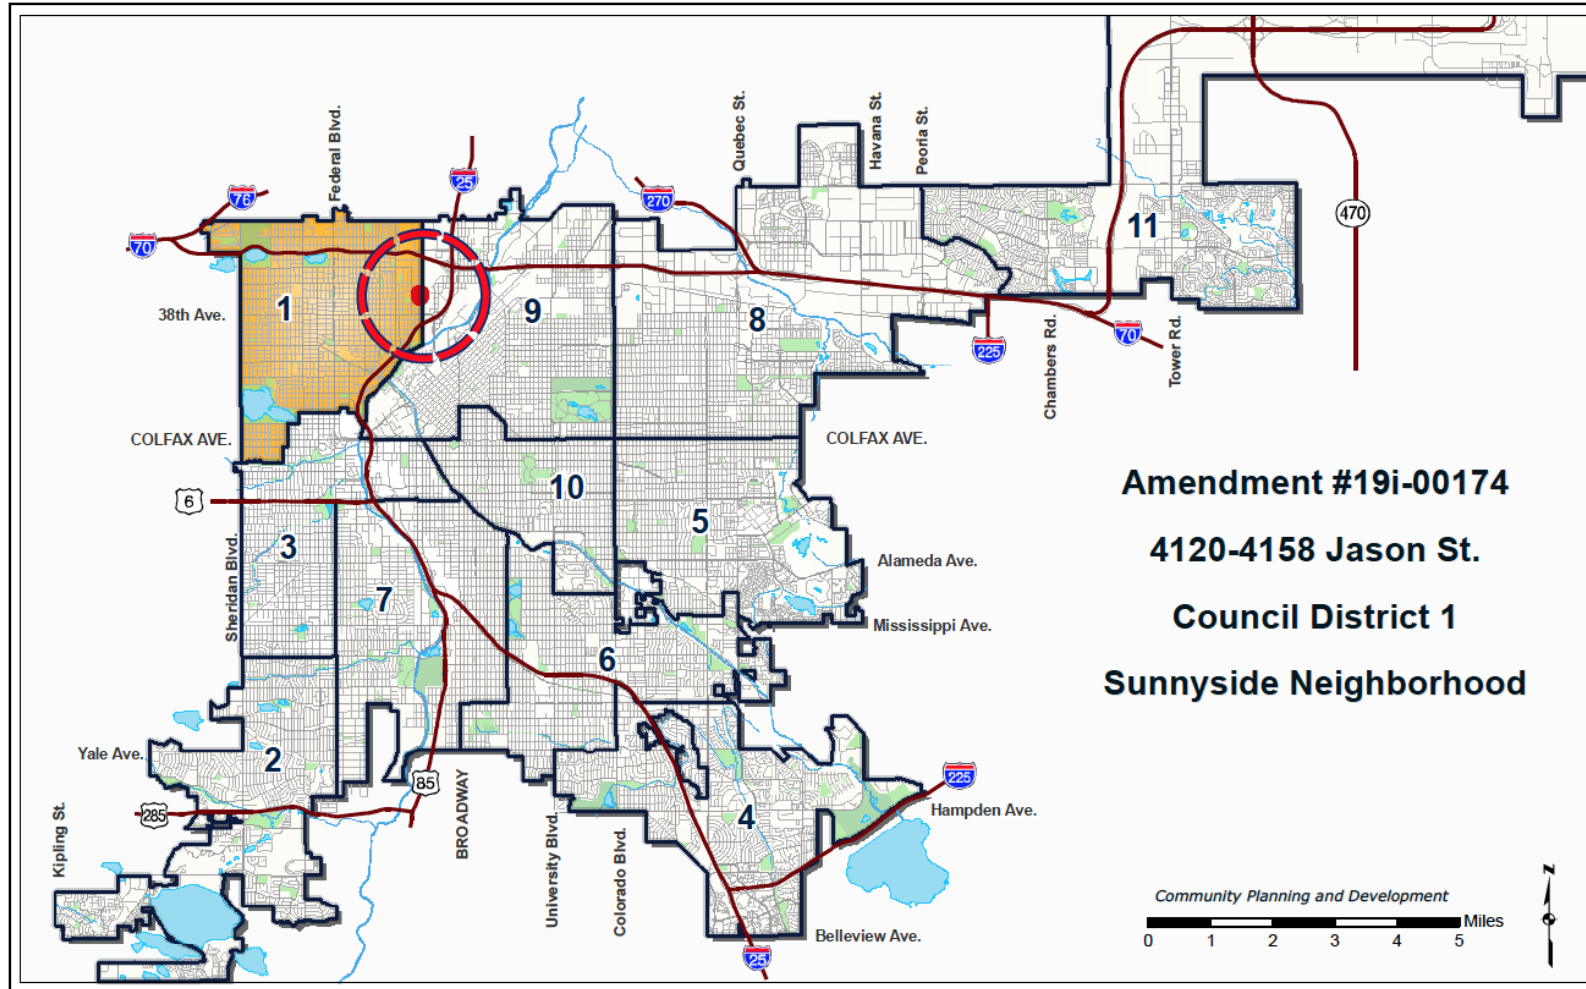 Federal Blvd.
Quebec St.
Havana St.
Peoria St.
76
25
270
70
11
470
1
38th Ave.
9
8
225
70
Chambers Rd.
Tower Rd.
COLFAX AVE.
COLFAX AVE.
6
10
5
3
Sheridan Blvd.
7
Alameda Ave.
Mississippi Ave.
6
Amendment #19i-00174
4120-4158 Jason St.
Council District 1
Sunnyside Neighborhood
Yale Ave.
2
85
285
Kipling St.
BROADWAY
University Blvd.
Colorado Blvd.
4
225
Hampden Ave.
Belleview Ave.
25
Community Planning and Development
Miles
0 1 2 3 4 5
N